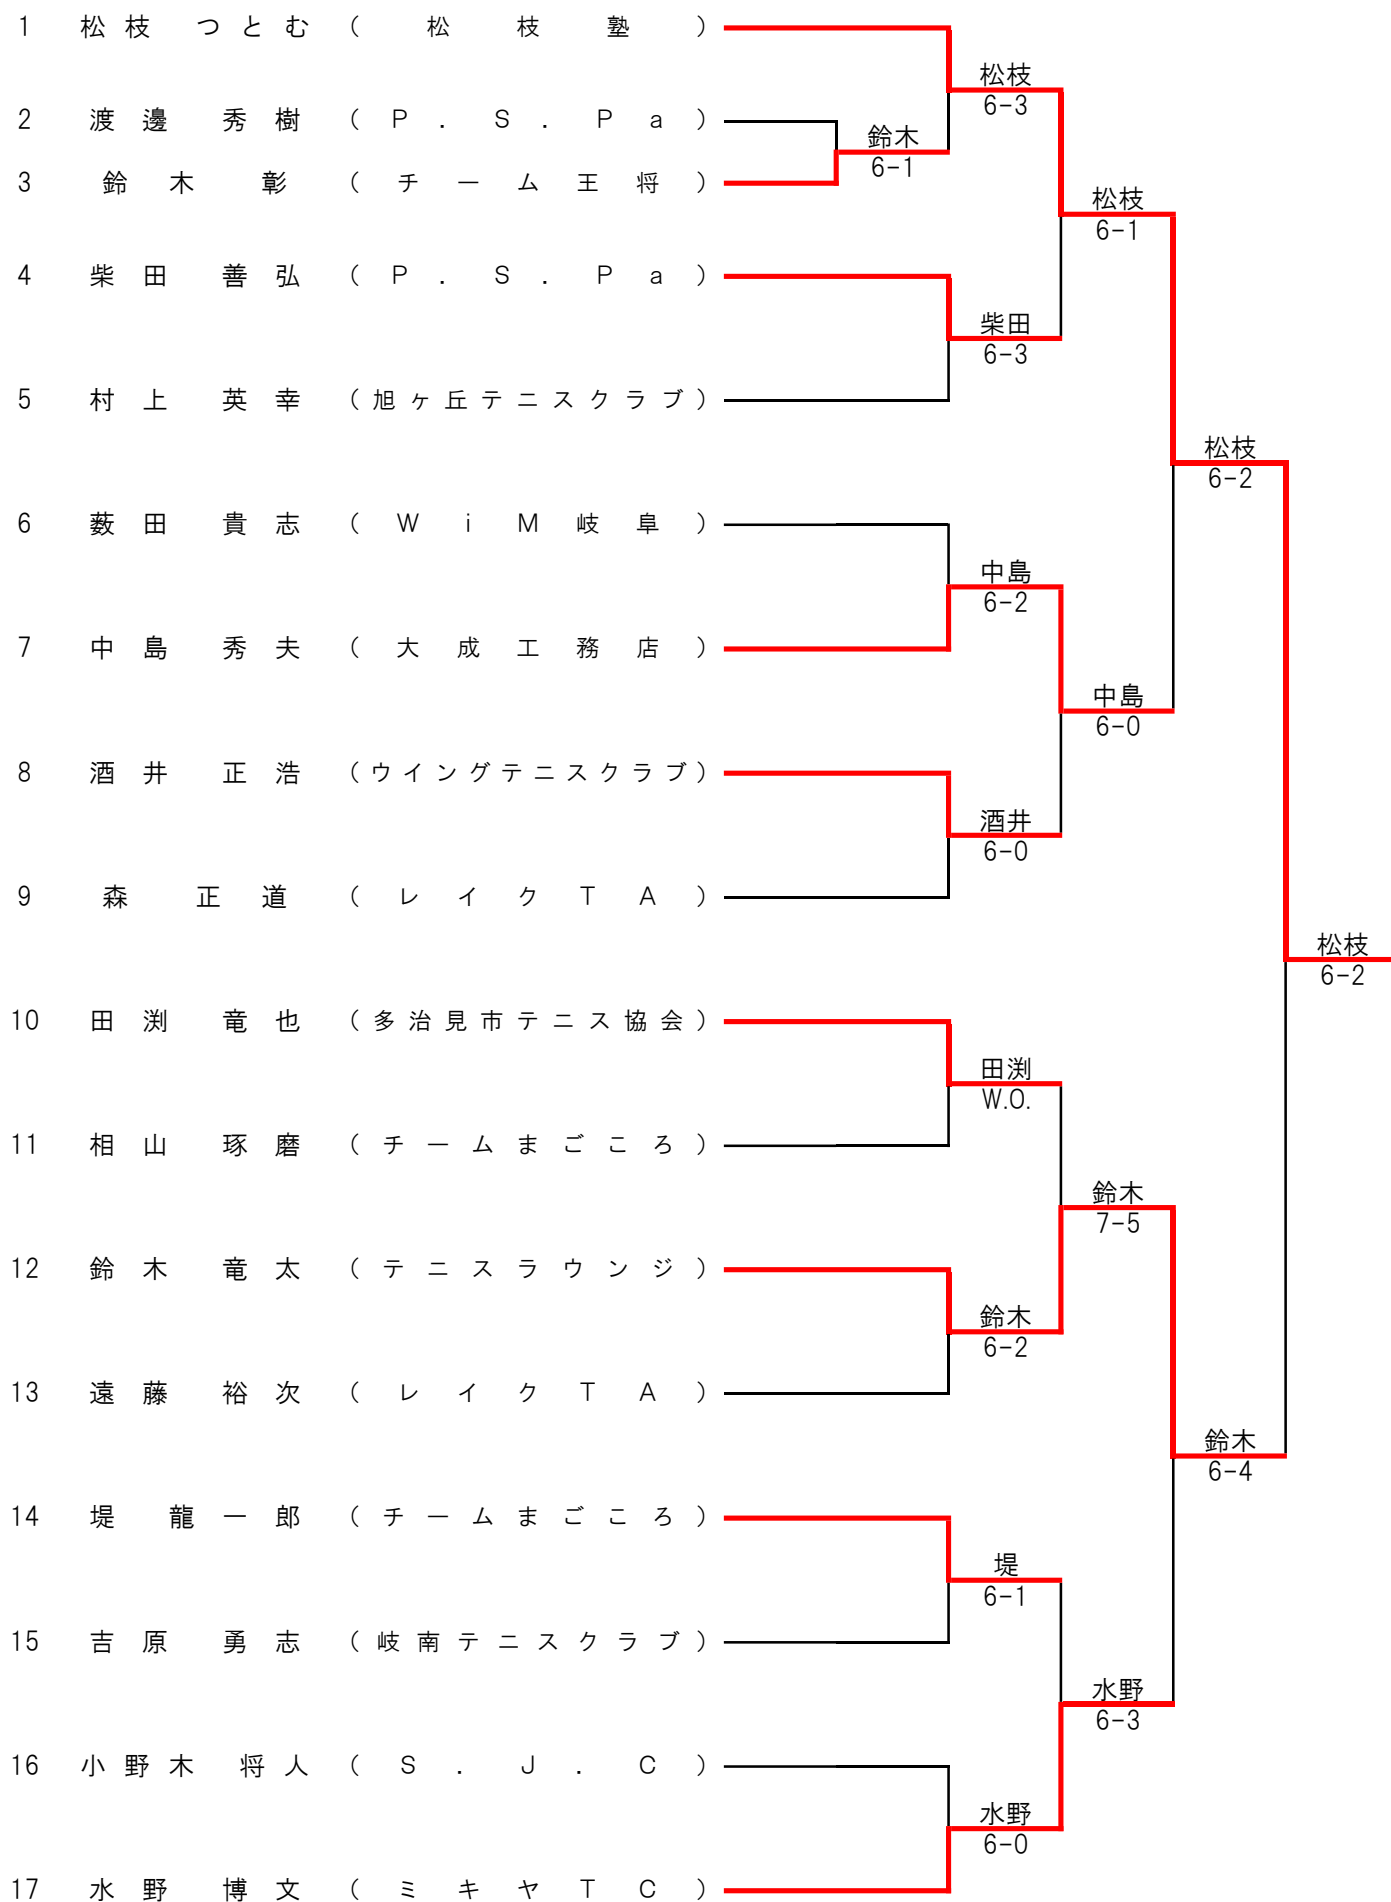 1 松枝 つとむ （松枝塾）
松枝
6-3
2 渡邊 秀樹 （P.S.Pa）
鈴木
6-1
3 鈴木 彰 （チーム王将）
松枝
6-1
4 柴田 善弘 （P.S.Pa）
柴田
6-3
5 村上 英幸 （旭ヶ丘テニスクラブ）
松枝
6-2
6 薮田 貴志 （WiM岐阜）
中島
6-2
7 中島 秀夫 （大成工務店）
中島
6-0
8 酒井 正浩 （ウイングテニスクラブ）
酒井
6-0
9 森 正道 （レイクTA）
松枝
6-2
10 田渕 竜也 （多治見市テニス協会）
田渕
W.O.
11 相山 琢磨 （チームまごころ）
鈴木
7-5
12 鈴木 竜太 （テニスラウンジ）
鈴木
6-2
13 遠藤 裕次 （レイクTA）
鈴木
6-4
14 堤 龍一郎 （チームまごころ）
堤
6-1
15 吉原 勇志 （岐南テニスクラブ）
水野
6-3
16 小野木 将人 （S.J.C）
水野
6-0
17 水野 博文 （ミキヤTC）